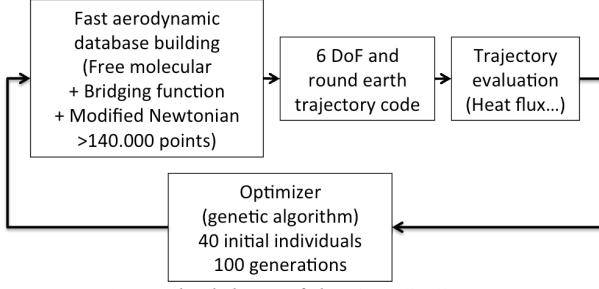 Fast aerodynamic
database building
(Free molecular
+ Bridging function
+ Modified Newtonian
>140.000 points)
6 DoF and
round earth
trajectory code
Trajectory
evaluation
(Heat flux...)
Optimizer
(genetic algorithm)
40 initial individuals
100 generations